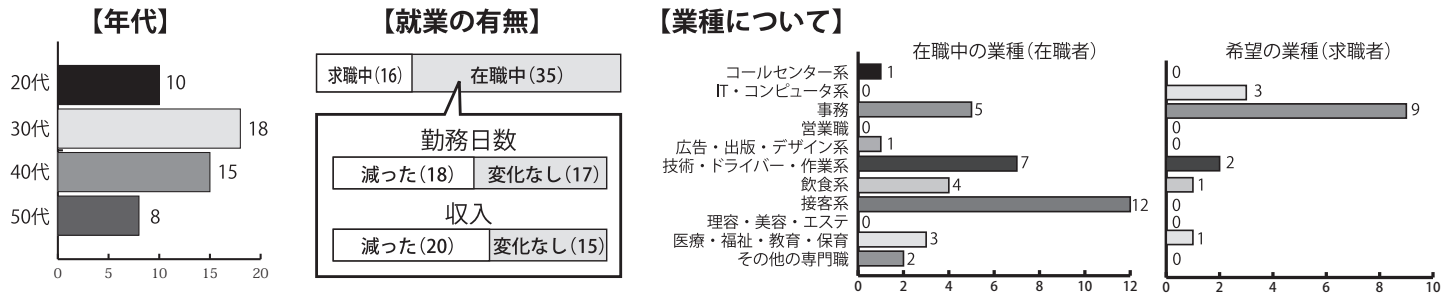 【年代】
20代
10
30代
18
40代
15
50代
8
0 5 10 15 20
【就業の有無】
求職中(16) 在職中(35)
勤務日数
減った(18) 変化なし(17)
収入
減った(20) 変化なし(15)
【業種について】
在職中の業種(在職者)
コールセンター系 1
IT・コンピュータ系 0
事務 5
営業職 0
広告・出版・デザイン系 1
技術・ドライバー・作業系 7
飲食系 4
接客系 12
理容・美容・エステ 0
医療・福祉・教育・保育 3
その他の専門職 2
0 2 4 6 8 10 12
希望の業種(求職者)
0
3
9
0
0
2
1
0
0
1
0
0 2 4 6 8 10